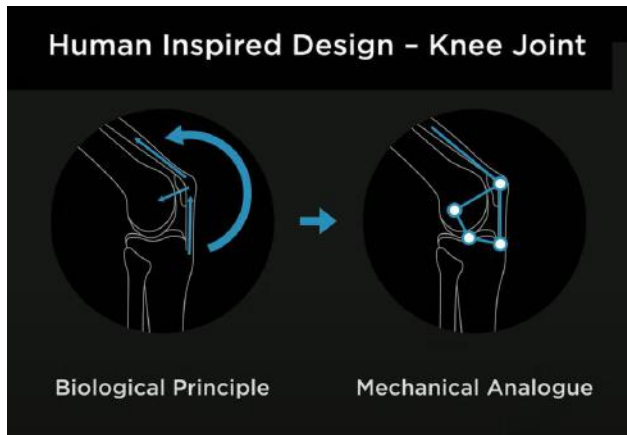 Human Inspired Design – Knee Joint
Biological Principle
Mechanical Analogue